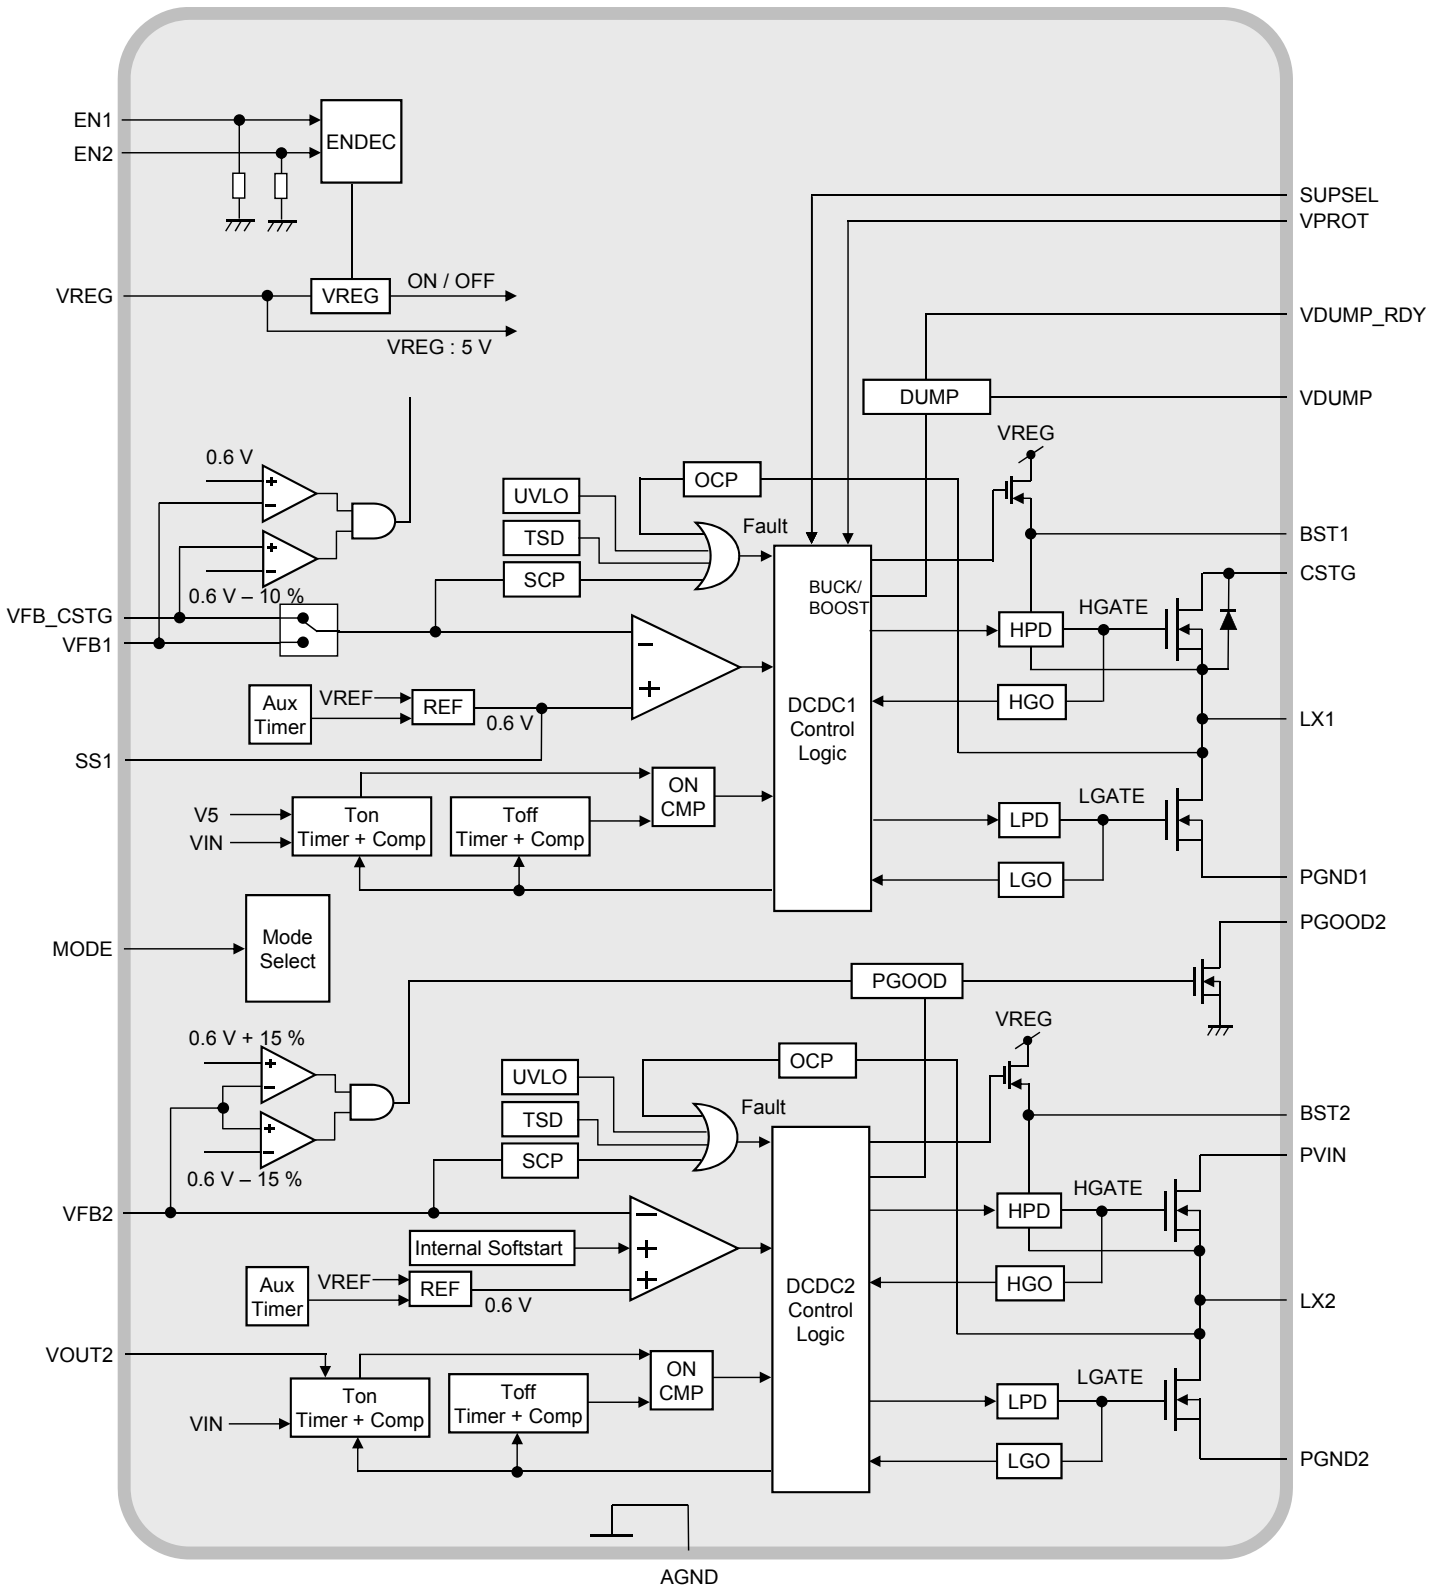 EN1
EN2
ENDEC
SUPSEL
VPROT
VREG
VREG
ON / OFF
VREG : 5 V
VDUMP_RDY
DUMP
VDUMP
VREG
0.6 V
+
−
+
−
0.6 V – 10 %
UVLO
TSD
SCP
OCP
Fault
BST1
CSTG
VFB_CSTG
VFB1
BUCK/
BOOST
HPD
HGATE
−
+
Aux
Timer
VREF
REF
0.6 V
DCDC1
Control
Logic
HGO
LX1
SS1
V5
VIN
Ton
Timer + Comp
Toff
Timer + Comp
ON
CMP
LPD
LGATE
LGO
PGND1
MODE
Mode
Select
PGOOD2
PGOOD
VREG
0.6 V + 15 %
+
−
+
−
0.6 V – 15 %
UVLO
TSD
SCP
OCP
Fault
BST2
PVIN
VFB2
HPD
HGATE
−
+
+
Internal Softstart
Aux
Timer
VREF
REF
0.6 V
DCDC2
Control
Logic
HGO
LX2
VOUT2
VIN
Ton
Timer + Comp
Toff
Timer + Comp
ON
CMP
LPD
LGATE
LGO
PGND2
AGND